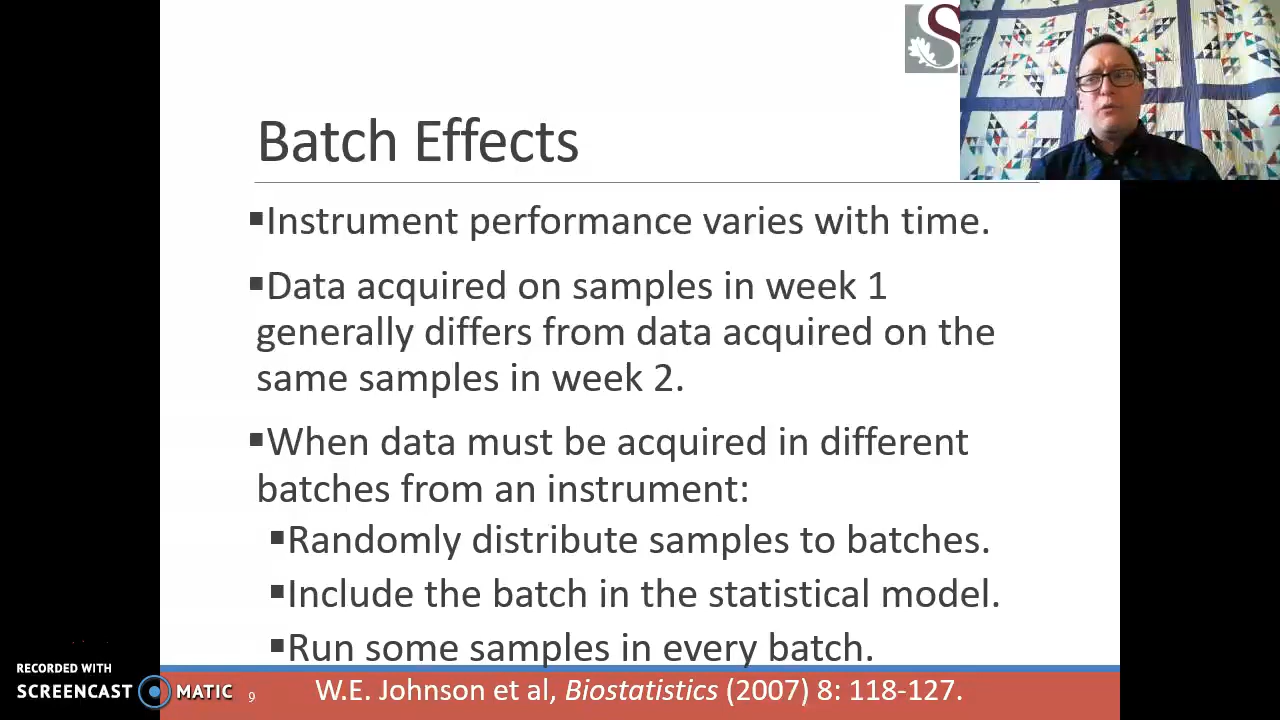 S
Batch Effects
▪Instrument performance varies with time.
▪Data acquired on samples in week 1
generally differs from data acquired on the
same samples in week 2.
▪When data must be acquired in different
batches from an instrument:
▪Randomly distribute samples to batches.
▪Include the batch in the statistical model.
▪Run some samples in every batch.
RECORDED WITH
SCREENCAST MATIC
9
W.E. Johnson et al, Biostatistics (2007) 8: 118-127.